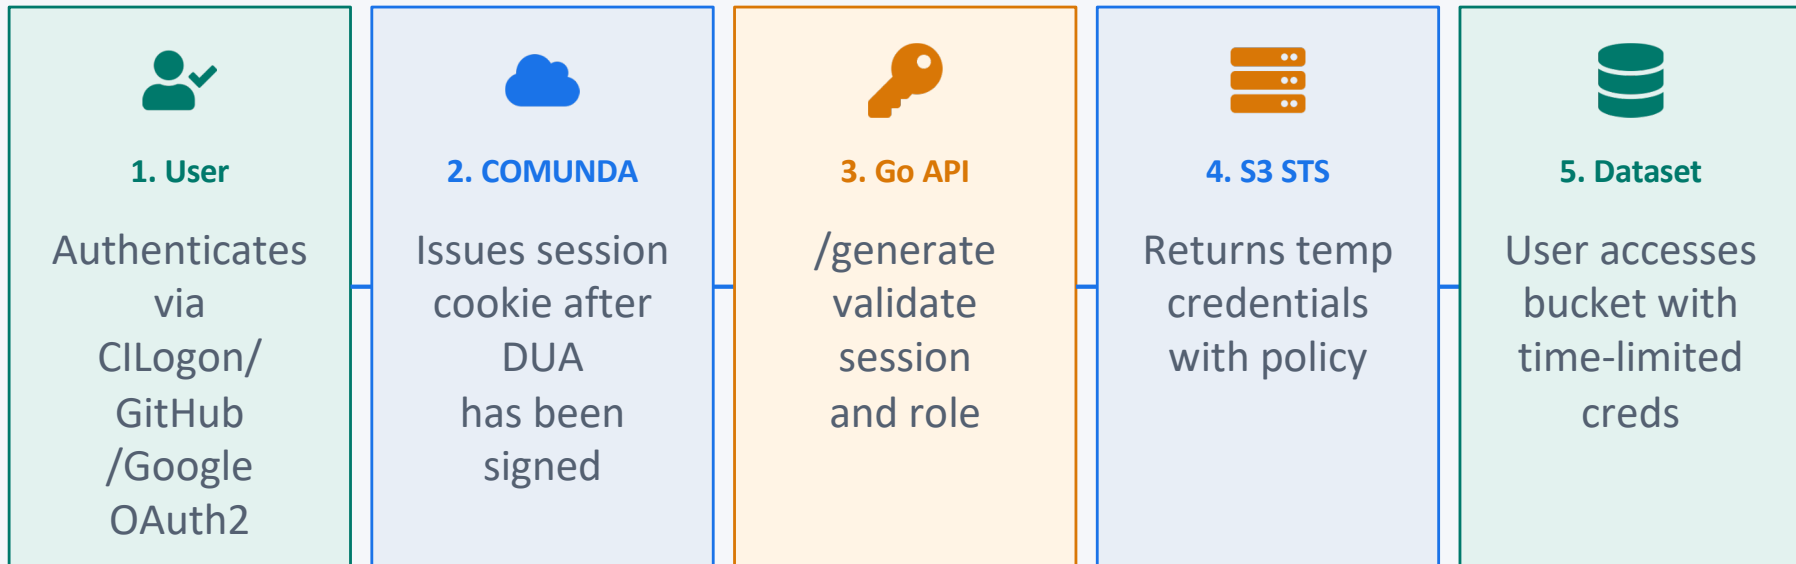 1. User
Authenticates
via
CILogon/
GitHub
/Google
OAuth2
2. COMUNDA
Issues session
cookie after
DUA
has been
signed
3. Go API
/generate
validate
session
and role
4. S3 STS
Returns temp
credentials
with policy
5. Dataset
User accesses
bucket with
time-limited
creds